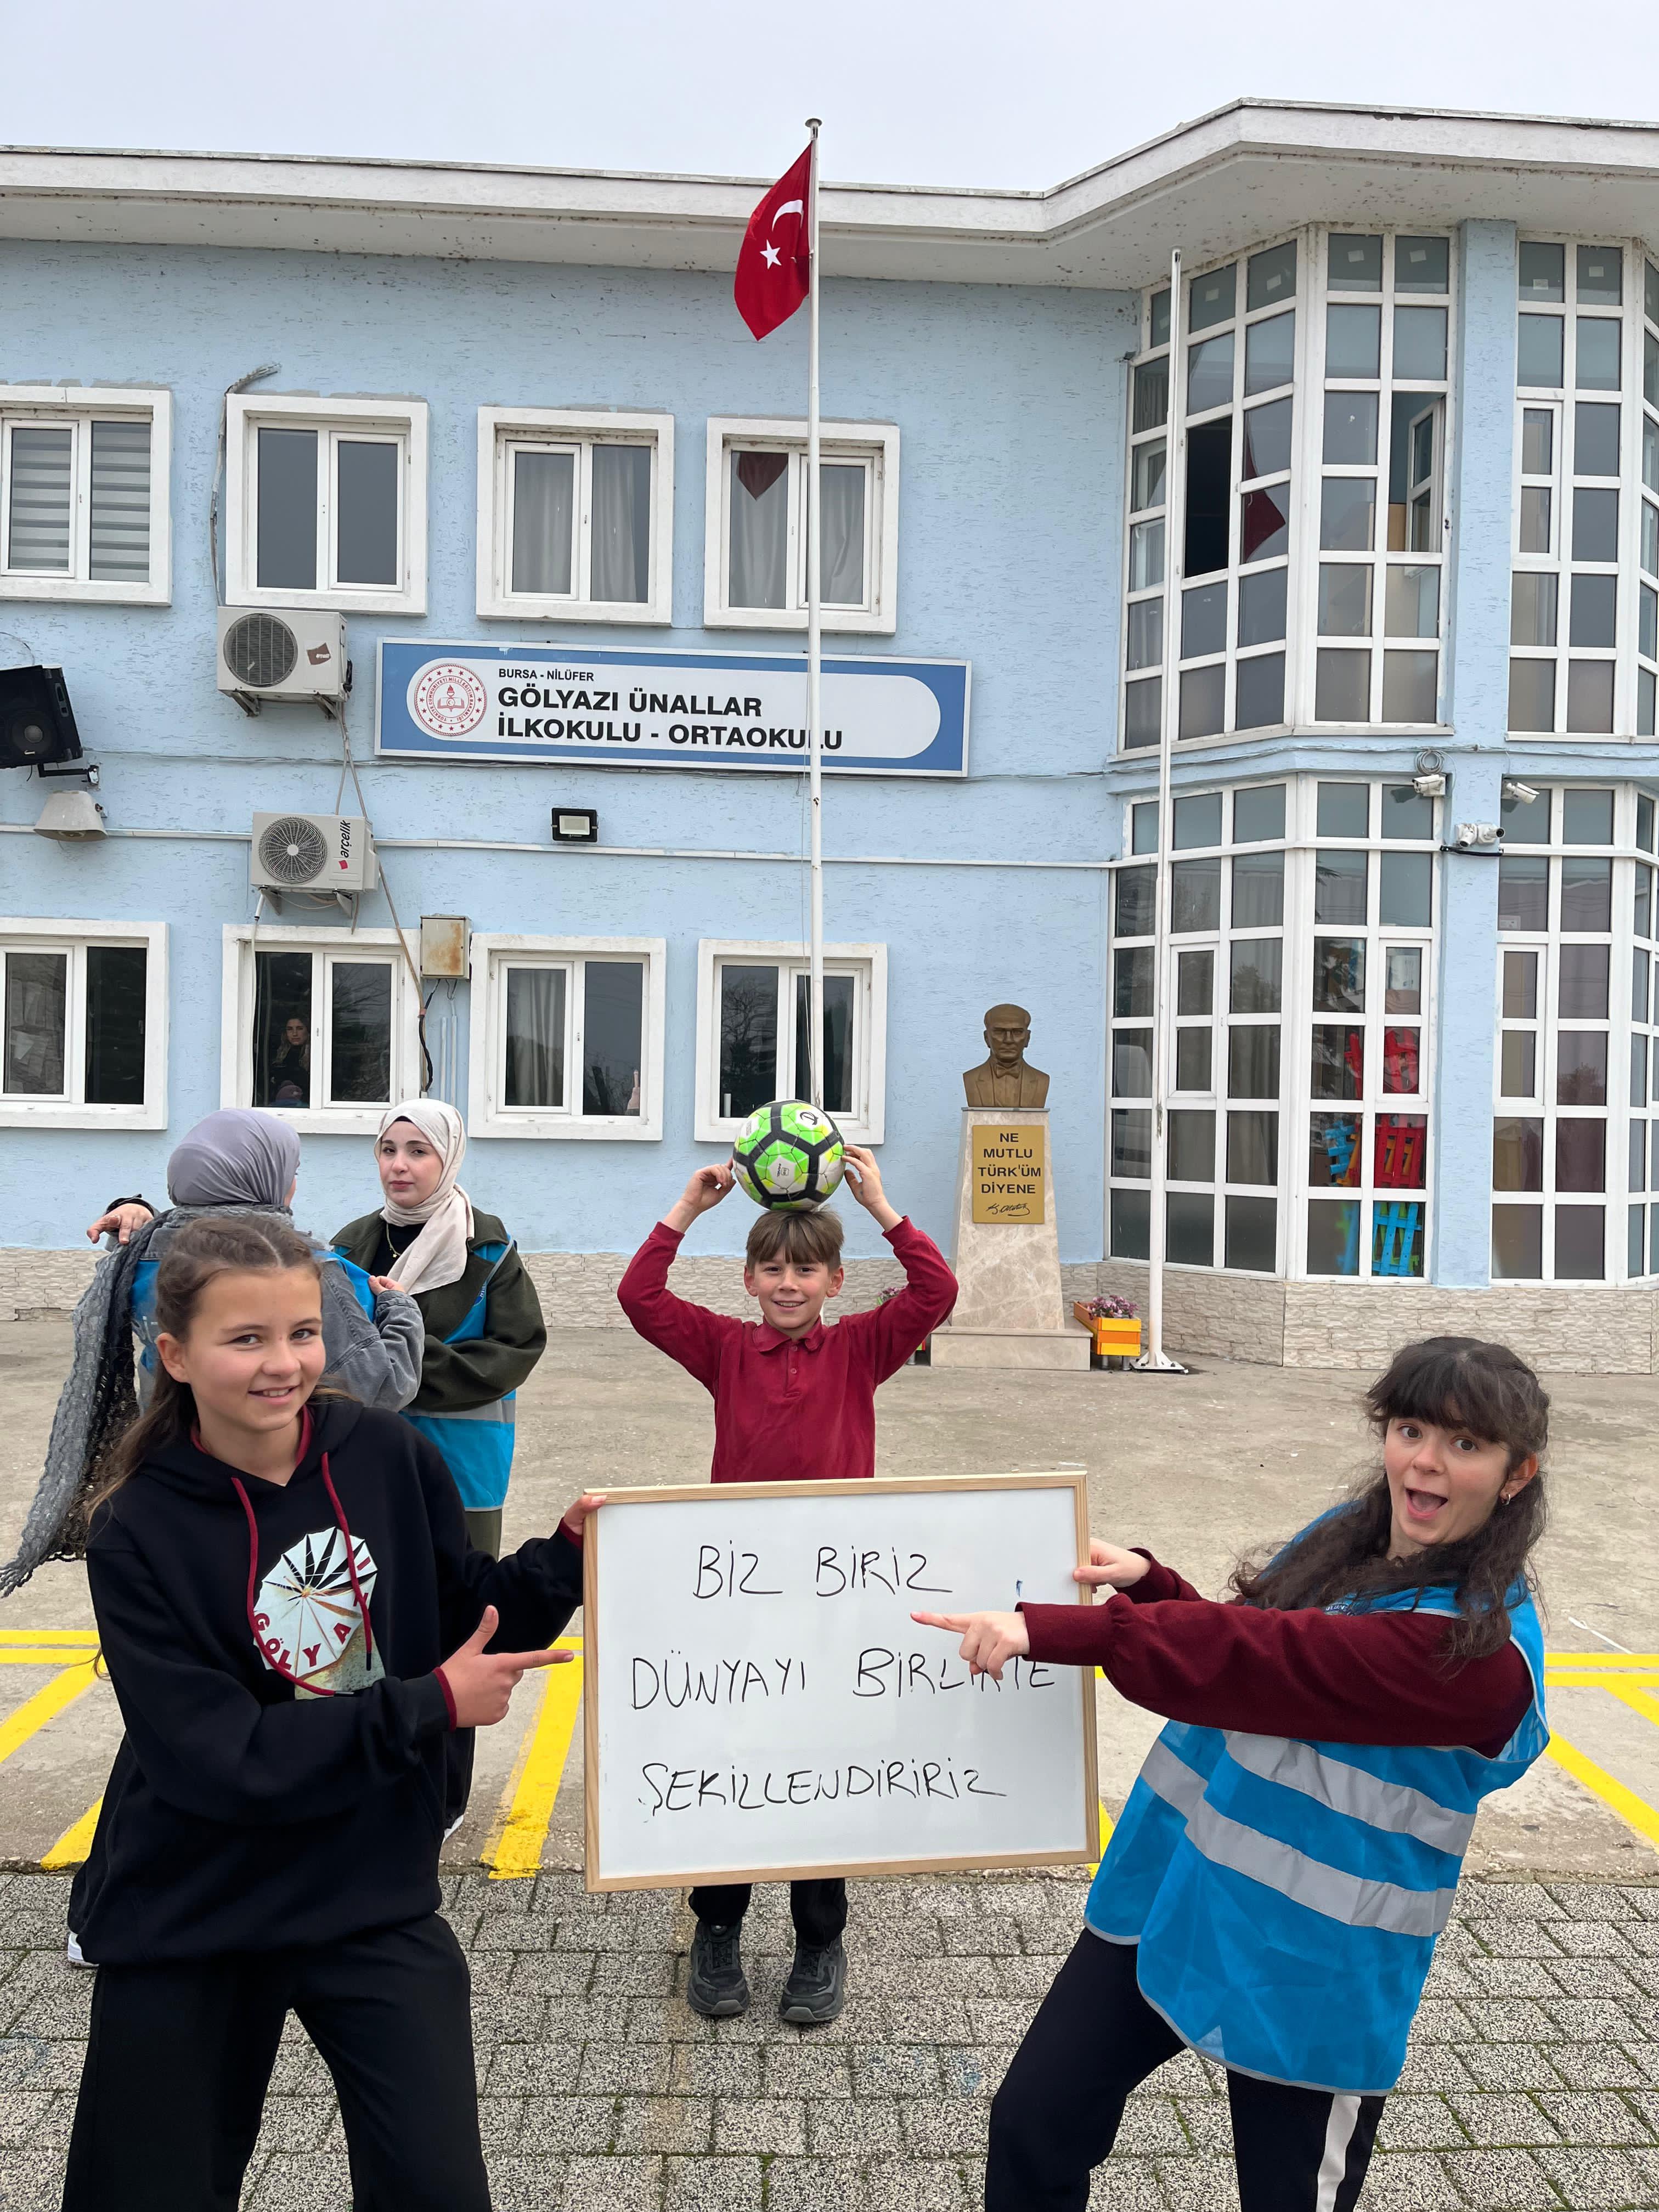 BURSA - NİLÜFER
GÖLYAZI ÜNALLAR
İLKOKULU - ORTAOKULU
arçelik
NE
MUTLU
TÜRK'ÜM
DİYENE
GÖLYAZI
BİZ BİRİZ
DÜNYAYI BİRLİKTE
ŞEKİLLENDİRİRİZ